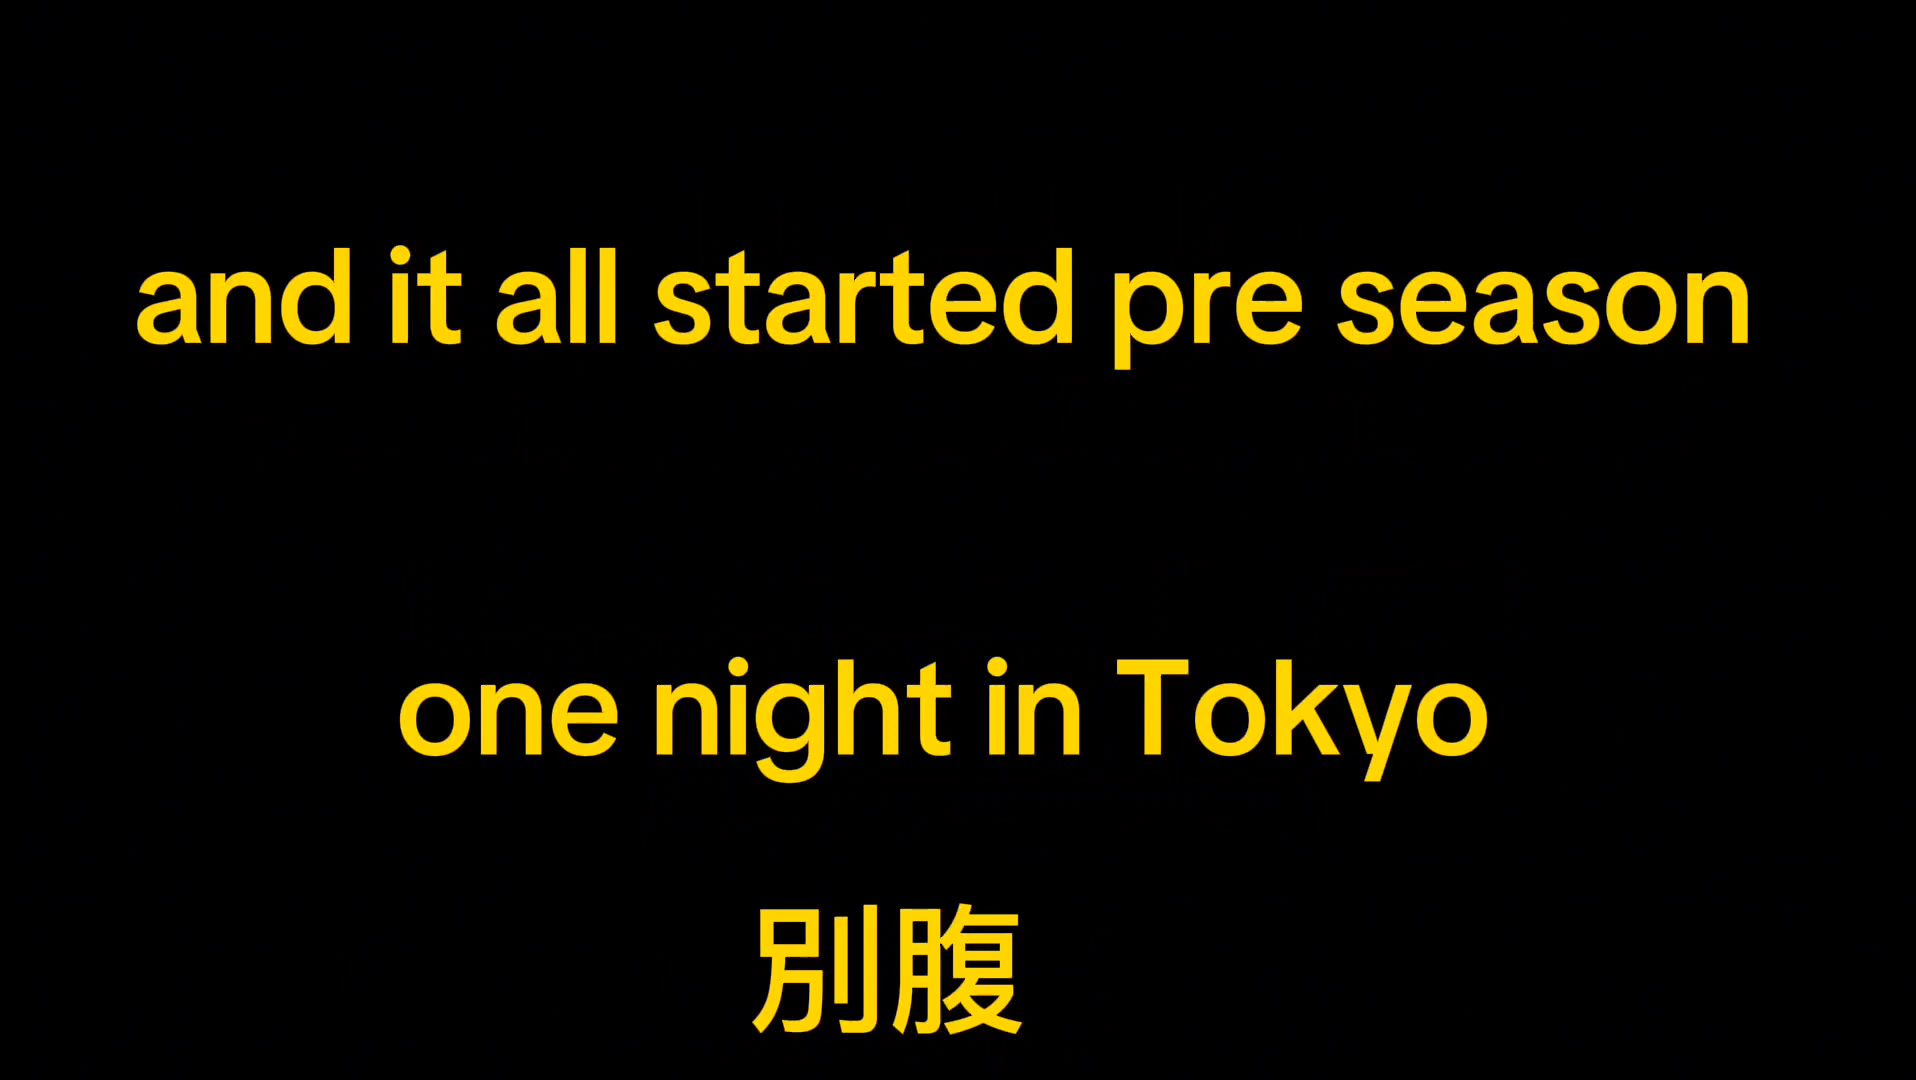 and it all started pre season
one night in Tokyo
別腹